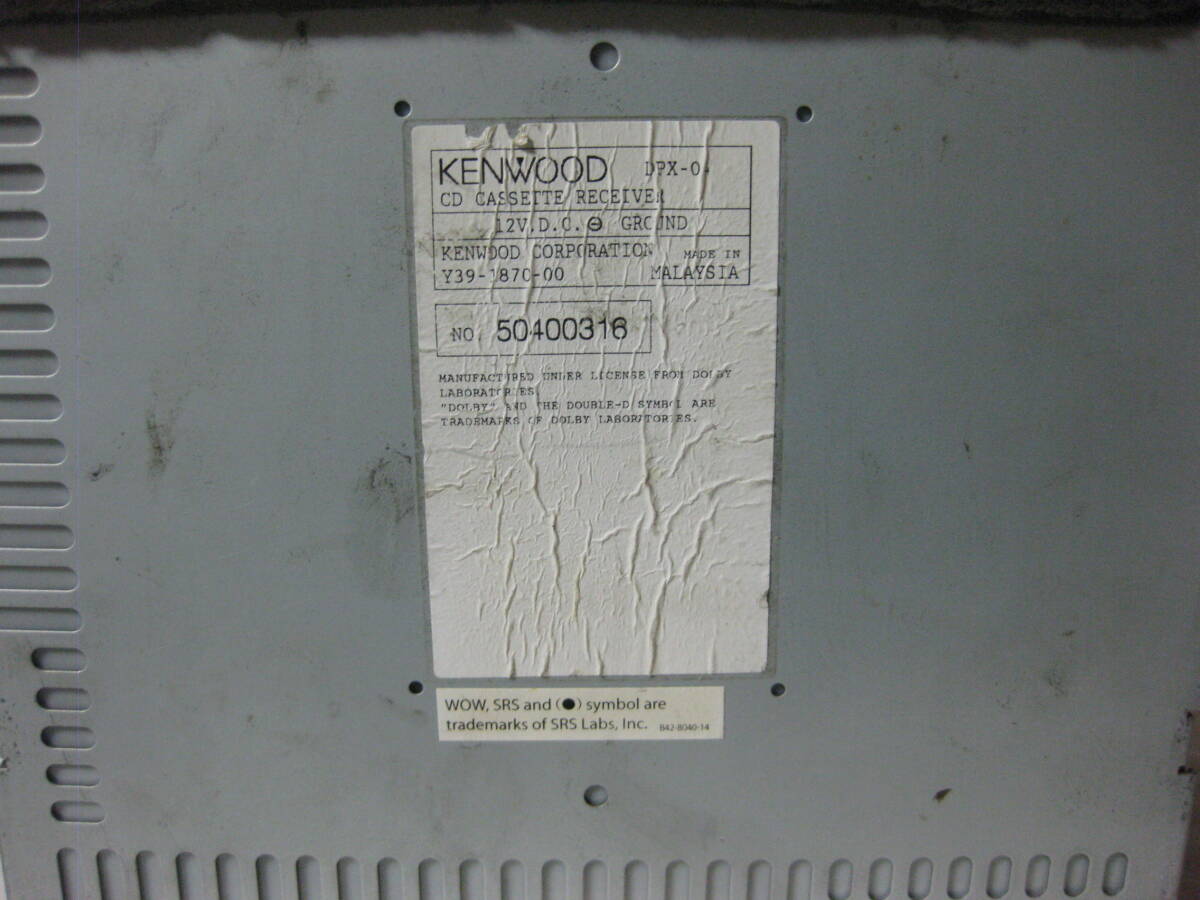 KENWOOD DPX-04
CD CASSETTE RECEIVER
12V.D.C. ⊖ GROUND
KENWOOD CORPORATION MADE IN
Y39-1870-00 MALAYSIA
NO. 50400316
MANUFACTURED UNDER LICENSE FROM DOLBY
LABORATORIES.
"DOLBY" AND THE DOUBLE-D SYMBOL ARE
TRADEMARKS OF DOLBY LABORATORIES.
WOW, SRS and (●) symbol are
trademarks of SRS Labs, Inc. B42-8040-14